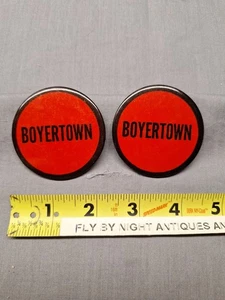 BOYERTOWN
BOYERTOWN
1 2 3 4 5
FLY BY NIGHT ANTIQUES AN